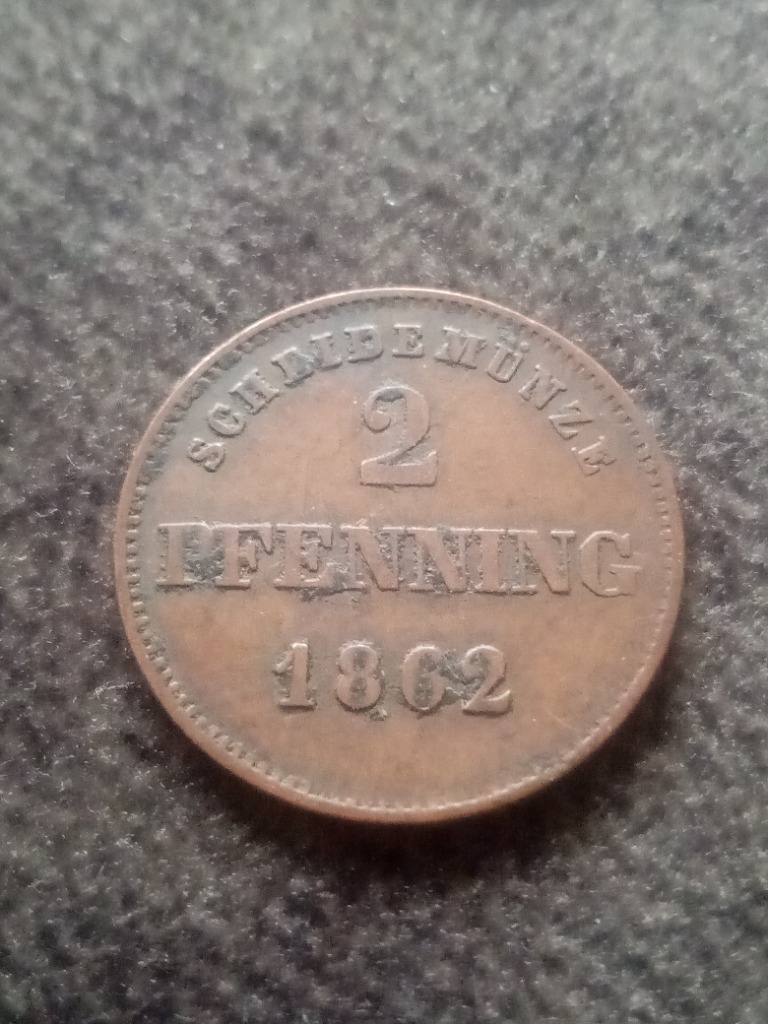 SCHEIDEMÜNZE
2
PFENNING
1862